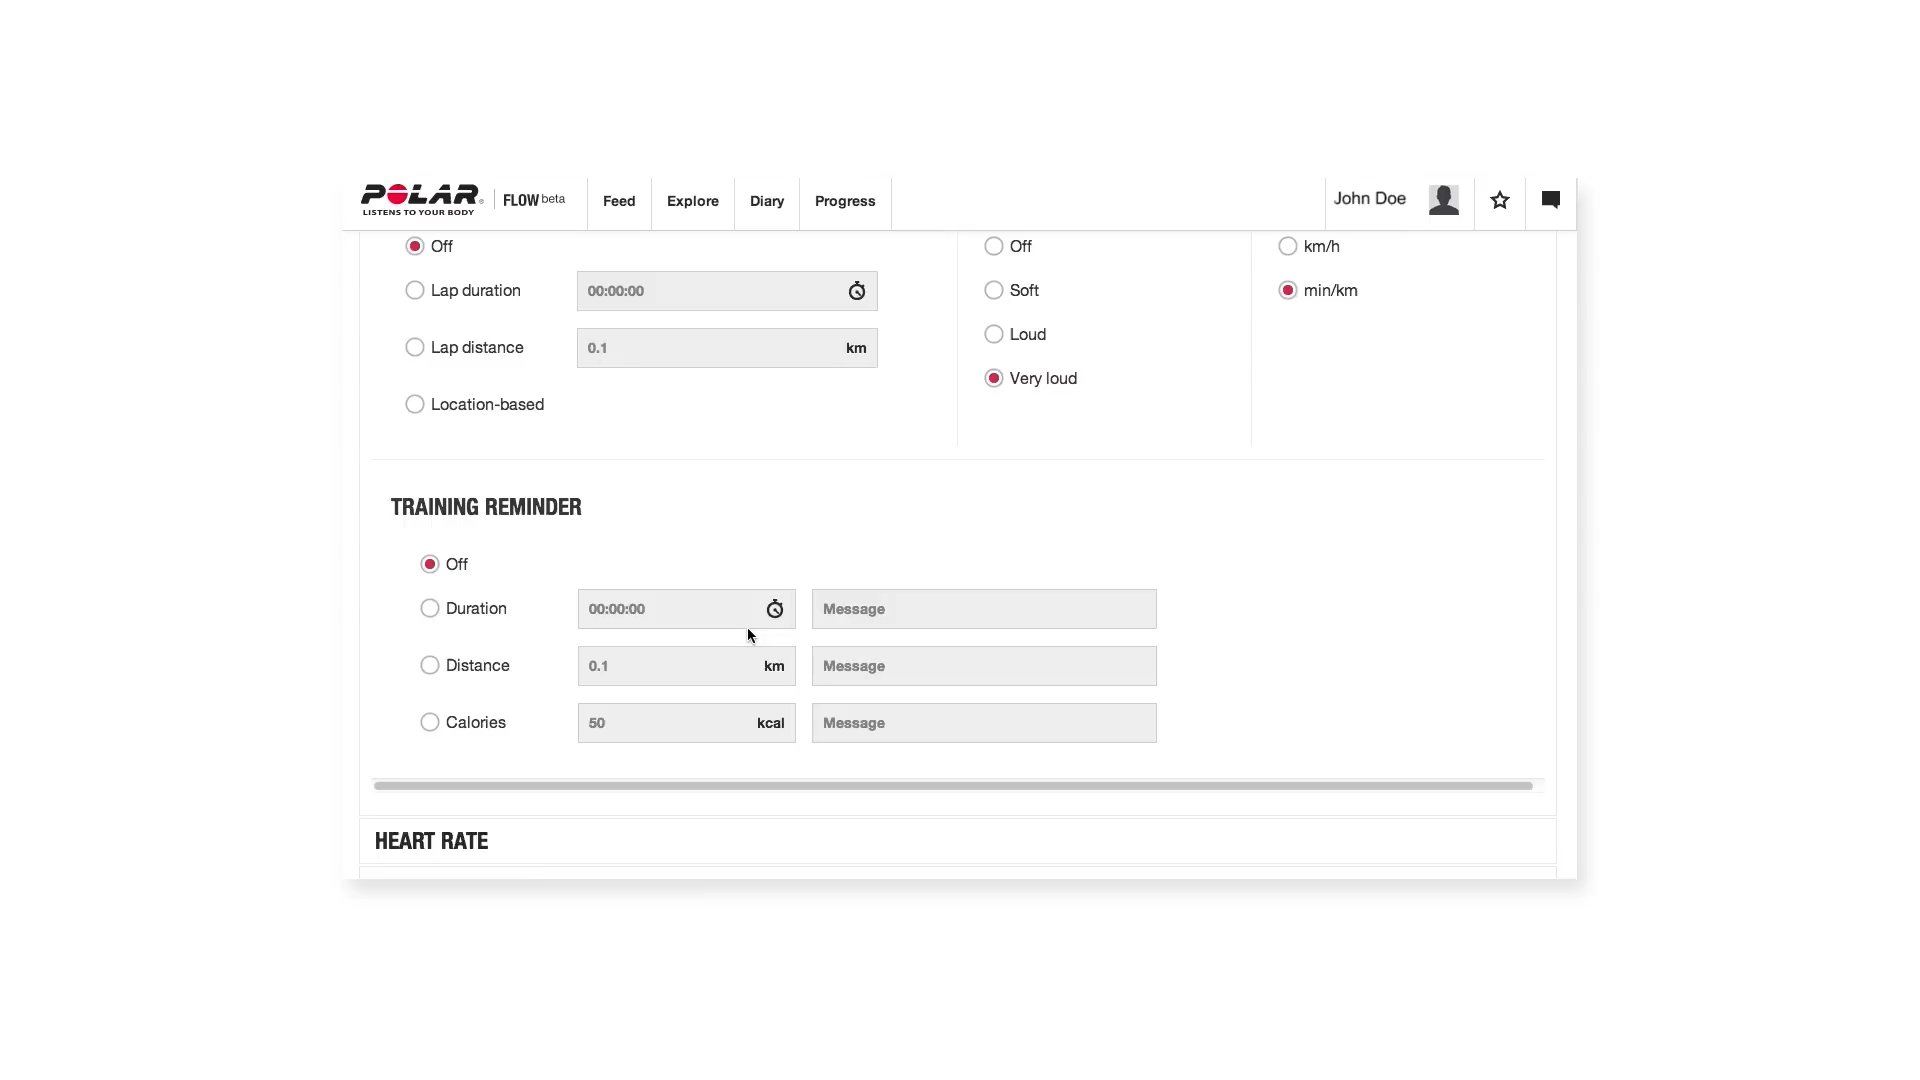 POLAR
LISTENS TO YOUR BODY
FLOW beta
Feed
Explore
Diary
Progress
John Doe
Off
Off
km/h
Lap duration
00:00:00
Soft
min/km
Loud
Lap distance
0.1
km
Very loud
Location-based
TRAINING REMINDER
Off
Duration
00:00:00
Message
Distance
0.1
km
Message
Calories
50
kcal
Message
HEART RATE